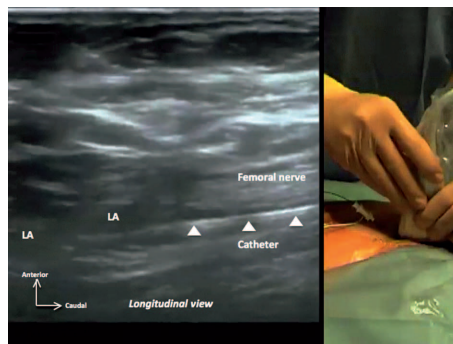 Femoral nerve
LA
LA
Catheter
Anterior
Caudal
Longitudinal view